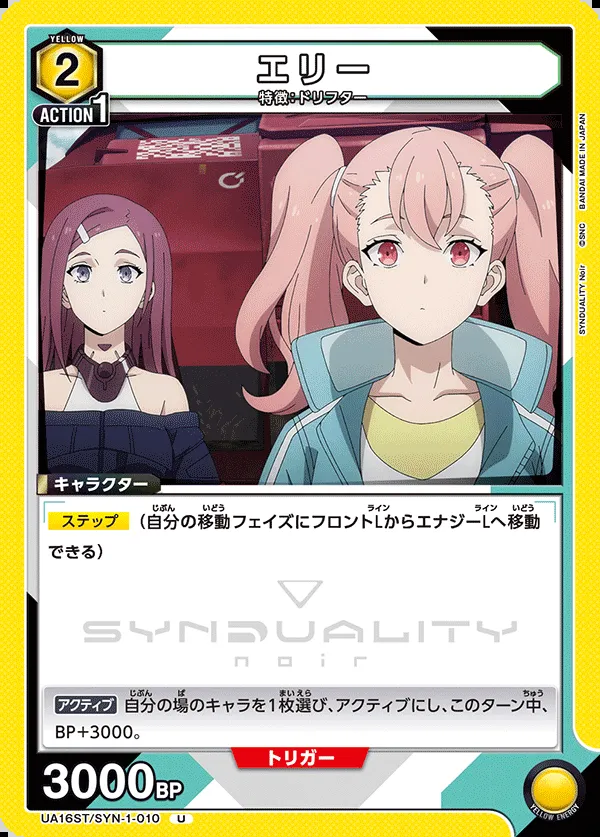 YELLOW
2
ACTION 1
エリー
特徴:ドリフター
SYNDUALITY Noir ©SNC BANDAI MADE IN JAPAN
キャラクター
ステップ (自分の移動フェイズにフロントLからエナジーLへ移動
できる)
SYNDUALITY
noir
アクティブ 自分の場のキャラを1枚選び、アクティブにし、このターン中、
BP+3000。
トリガー
3000BP
YELLOW ENERGY
UA16ST/SYN-1-010 U